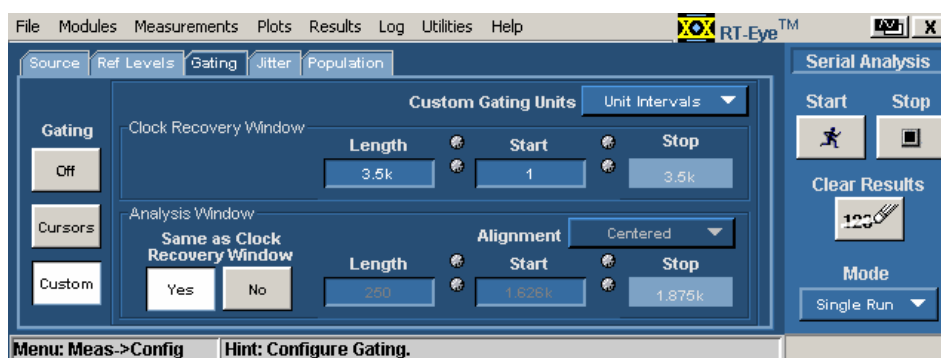 File Modules Measurements Plots Results Log Utilities Help RT-Eye™ X
Source Ref Levels Gating Jitter Population Serial Analysis
Custom Gating Units Unit Intervals
Start Stop
Gating
Clock Recovery Window
Length Start Stop
Off 3.5k 1 3.5k
Clear Results
Cursors
Analysis Window
Same as Clock Recovery Window
Alignment Centered
123
Length Start Stop
Mode
Custom Yes No 250 1.626k 1.875k
Single Run
Menu: Meas->Config Hint: Configure Gating.